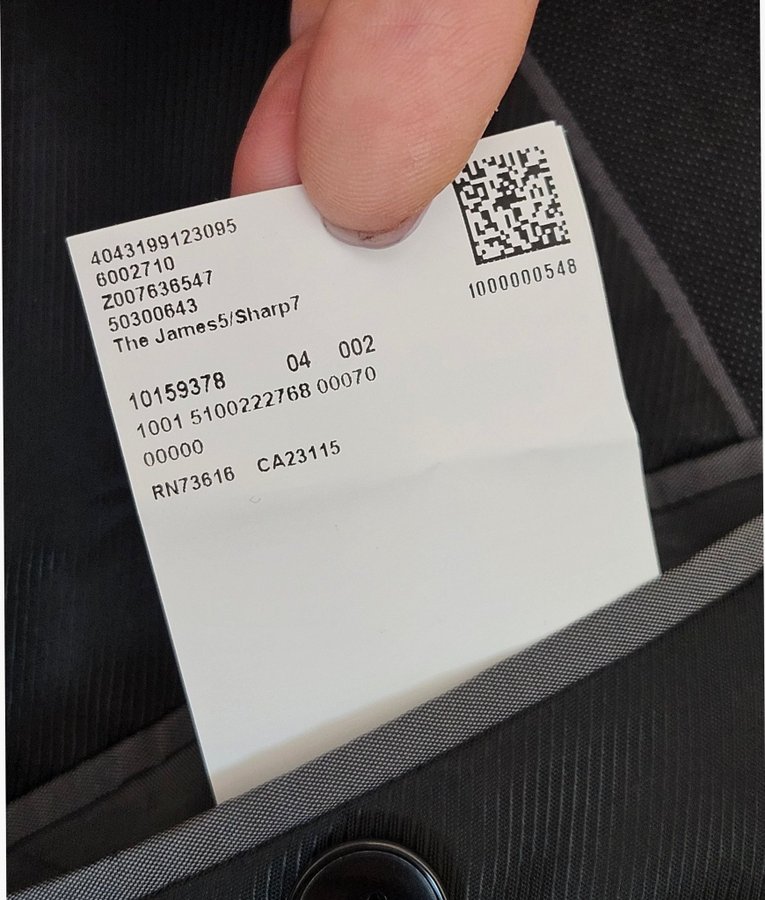 4043199123095
6002710
Z007636547
50300643
The James5/Sharp7
1000000548
10159378 04 002
1001 5100222768 00070
00000
RN73616 CA23115